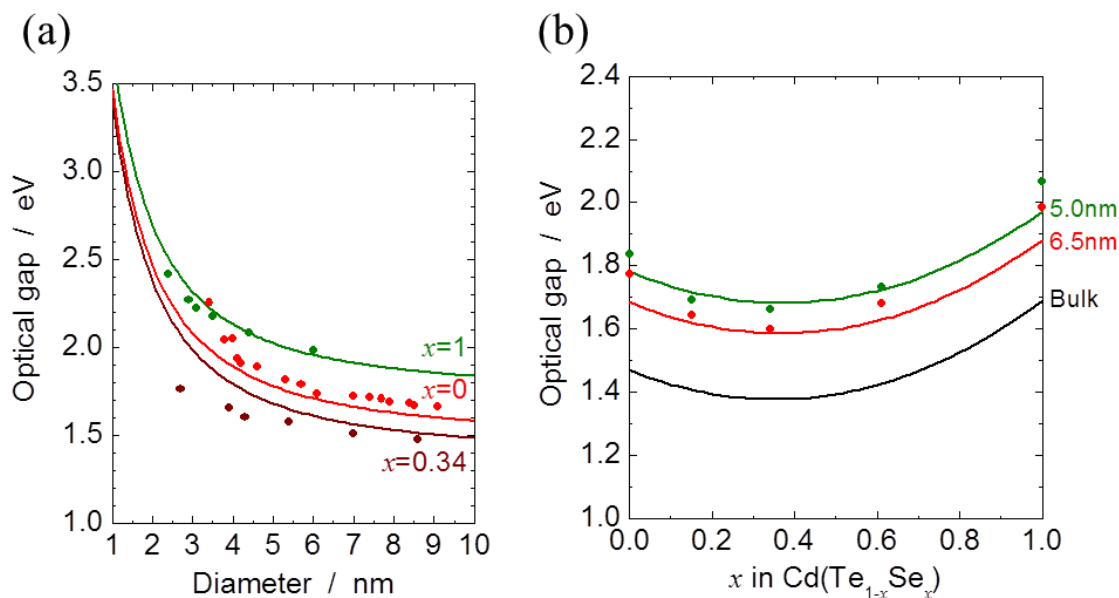 (a)
Optical gap / eV
3.5
3.0
2.5
2.0
1.5
1.0
x=1
x=0
x=0.34
1 2 3 4 5 6 7 8 9 10
Diameter / nm
(b)
Optical gap / eV
2.4
2.2
2.0
1.8
1.6
1.4
1.2
1.0
5.0nm
6.5nm
Bulk
0.0 0.2 0.4 0.6 0.8 1.0
x in Cd(Te1-xSex)